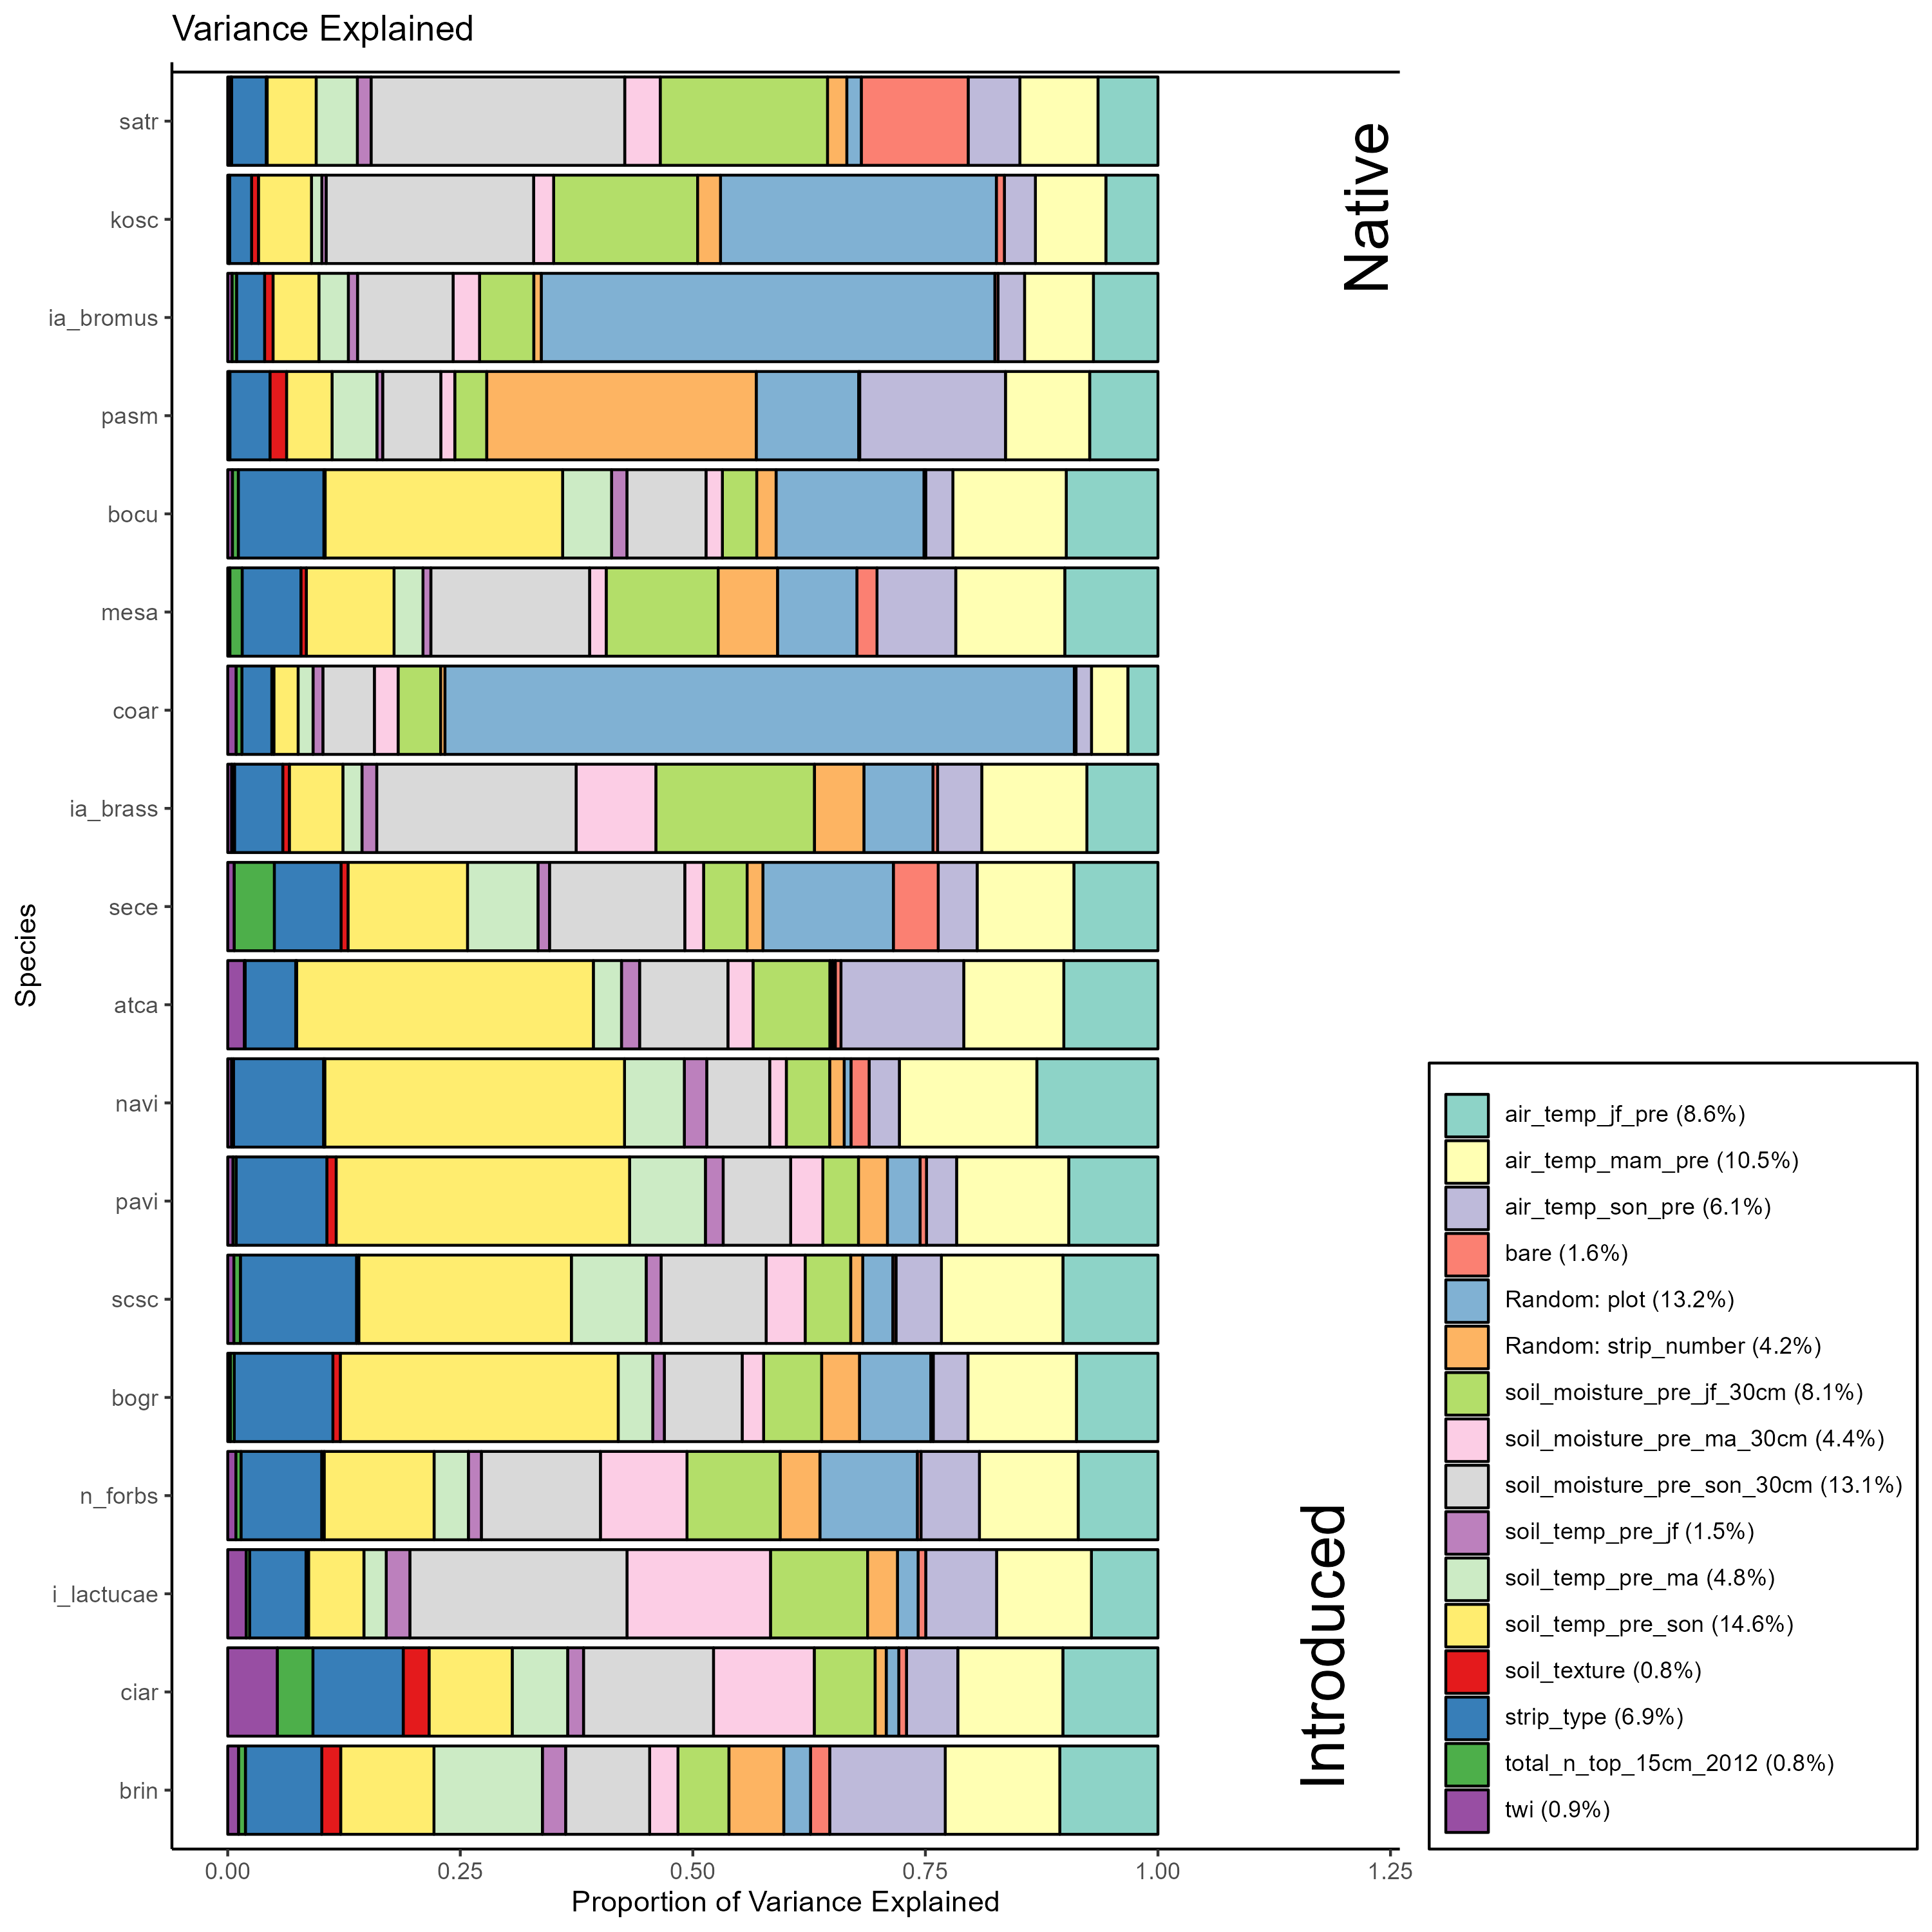 Variance Explained
satr
kosc
ia_bromus
pasm
bocu
mesa
coar
ia_brass
sece
atca
navi
pavi
scsc
bogr
n_forbs
i_lactucae
ciar
brin
Species
Native
Introduced
0.00 0.25 0.50 0.75 1.00 1.25
Proportion of Variance Explained
air_temp_jf_pre (8.6%)
air_temp_mam_pre (10.5%)
air_temp_son_pre (6.1%)
bare (1.6%)
Random: plot (13.2%)
Random: strip_number (4.2%)
soil_moisture_pre_jf_30cm (8.1%)
soil_moisture_pre_ma_30cm (4.4%)
soil_moisture_pre_son_30cm (13.1%)
soil_temp_pre_jf (1.5%)
soil_temp_pre_ma (4.8%)
soil_temp_pre_son (14.6%)
soil_texture (0.8%)
strip_type (6.9%)
total_n_top_15cm_2012 (0.8%)
twi (0.9%)